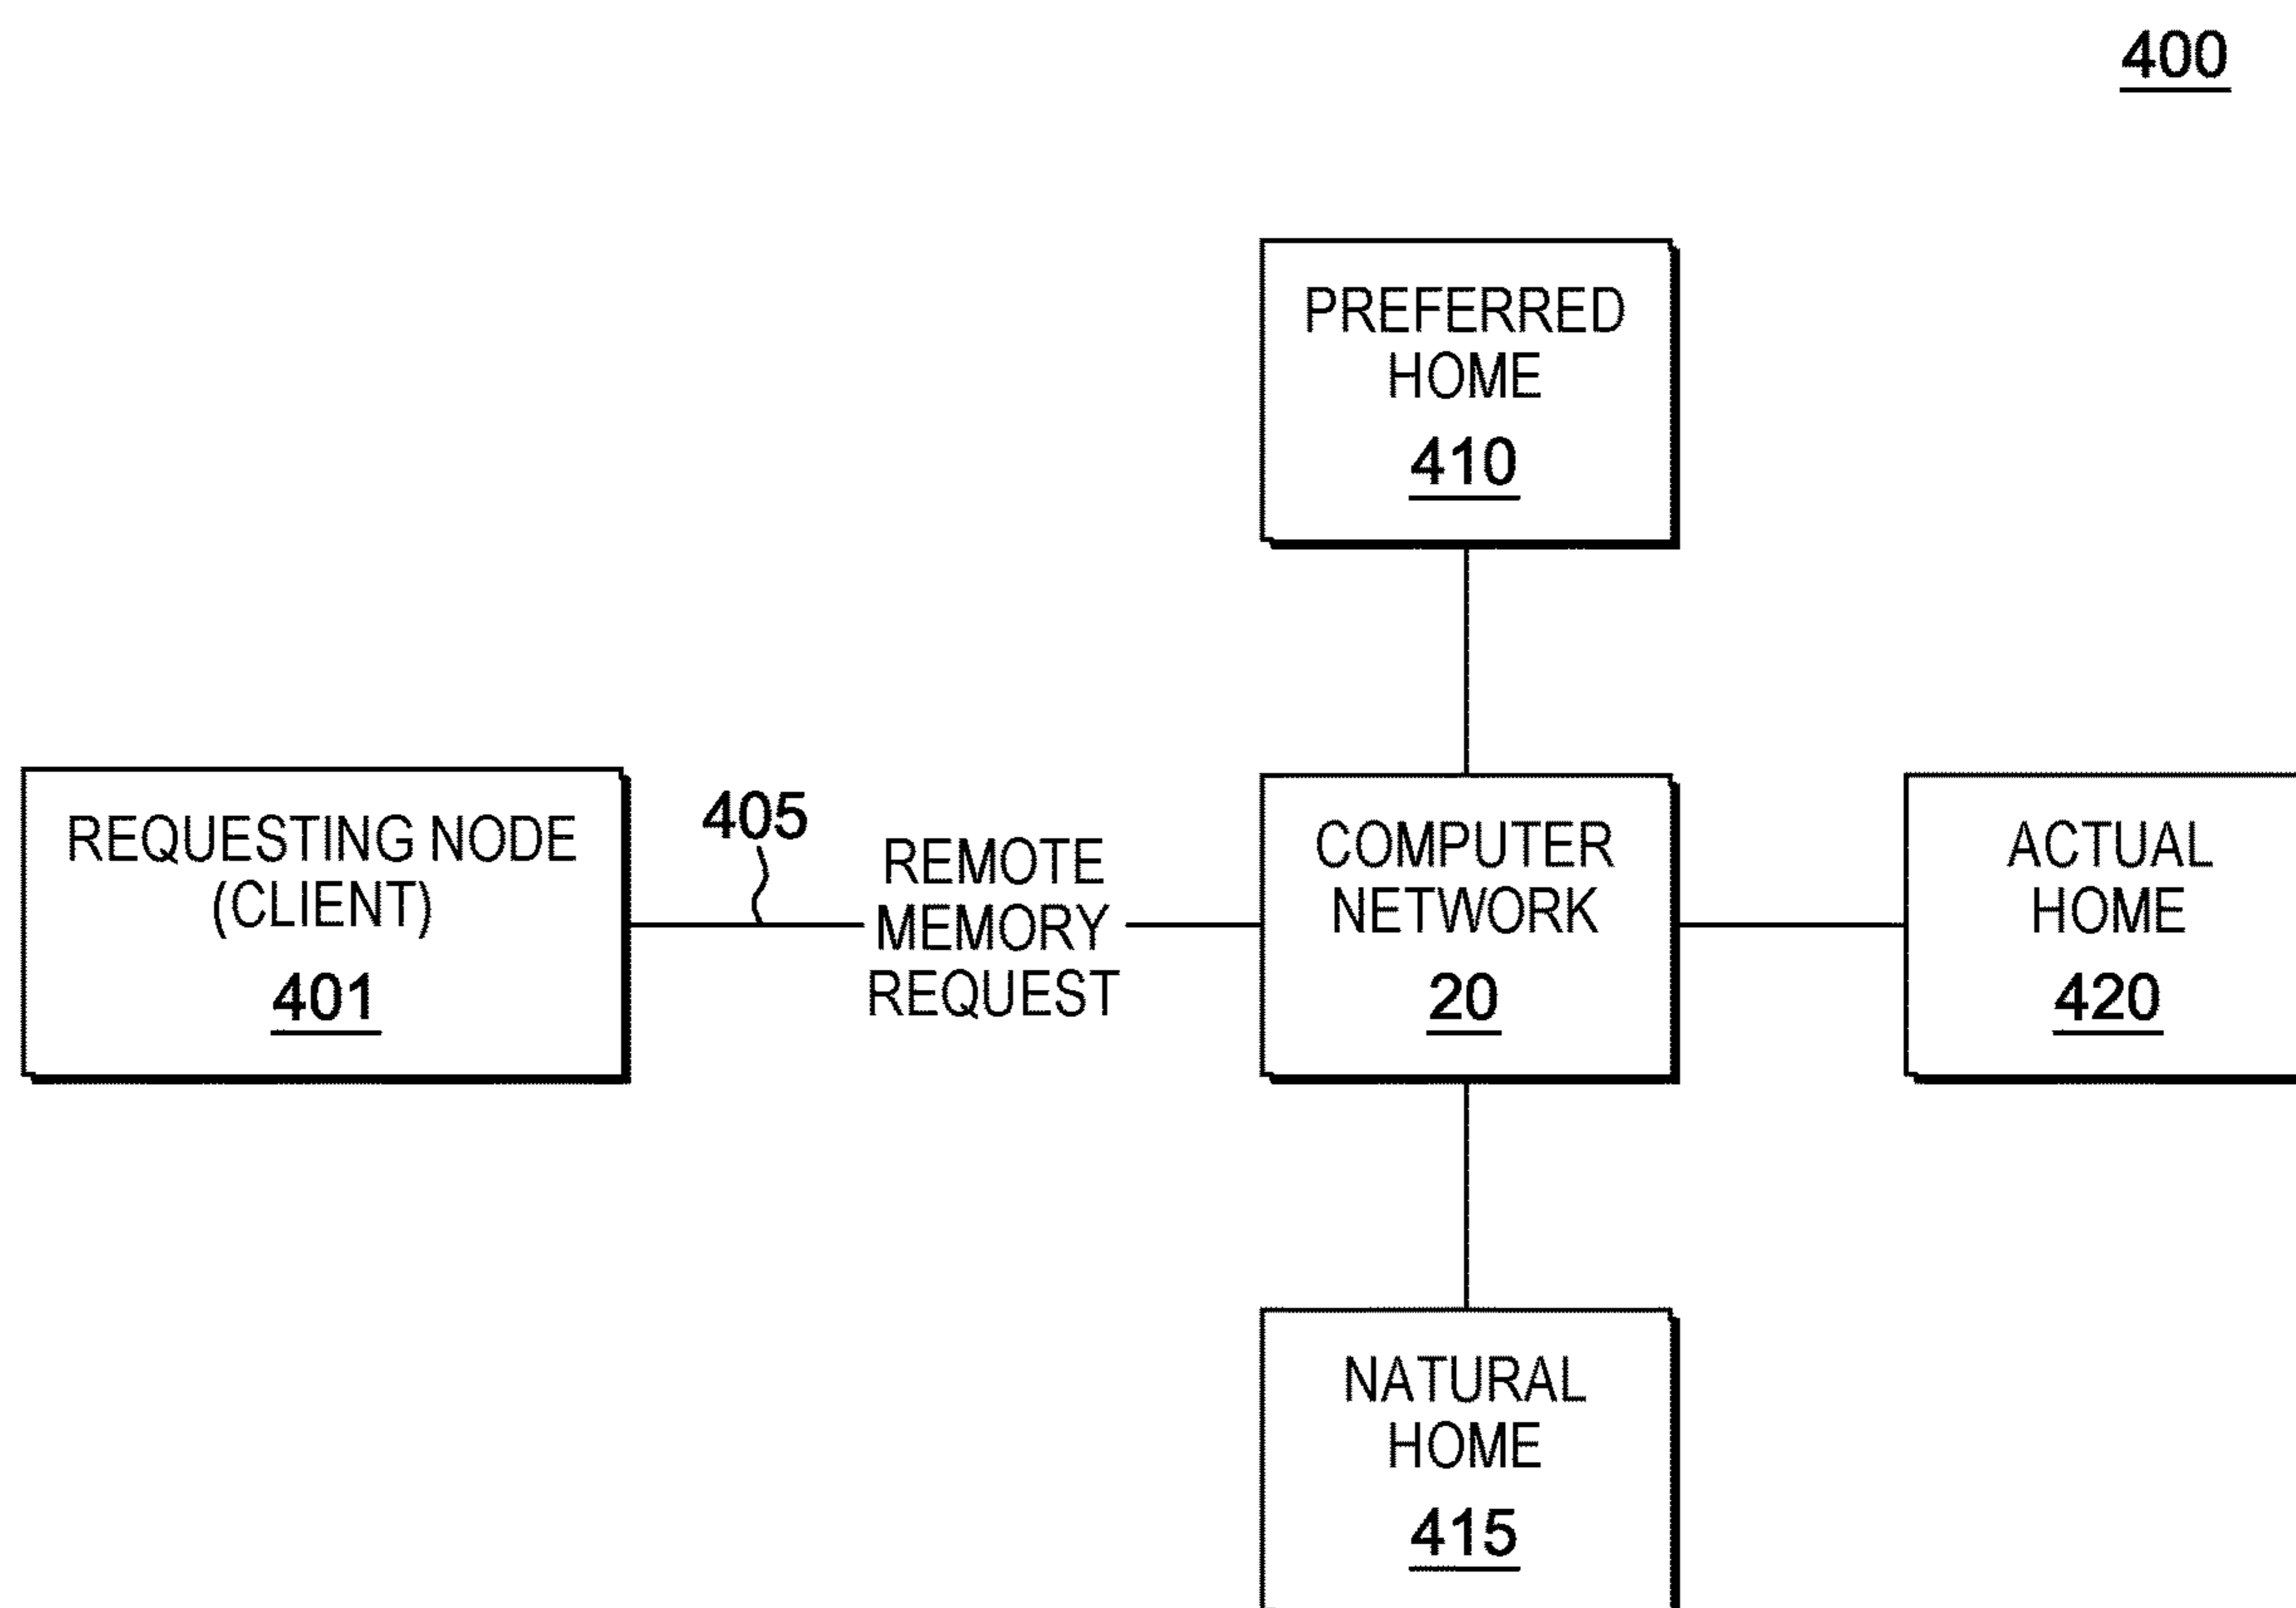 400
PREFERRED
HOME
410
REQUESTING NODE
(CLIENT)
401
405
REMOTE
MEMORY
REQUEST
COMPUTER
NETWORK
20
ACTUAL
HOME
420
NATURAL
HOME
415